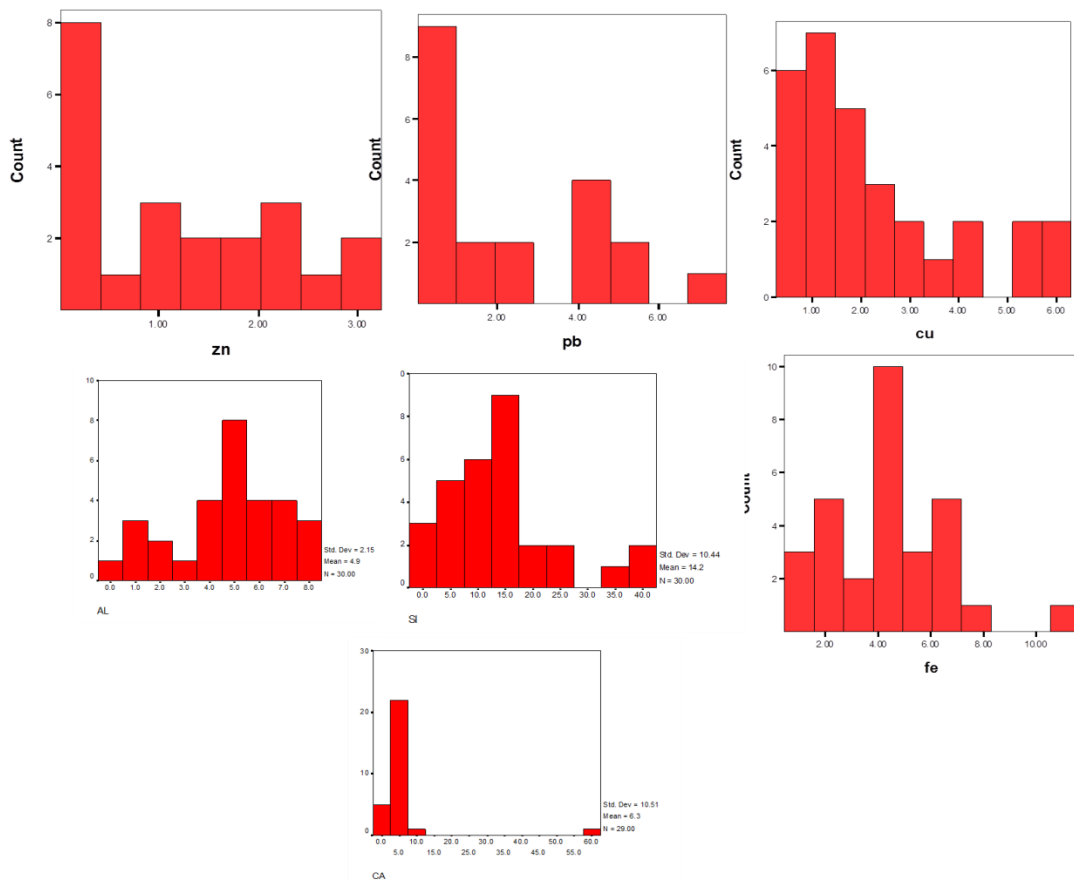 8
6
4
2
Count
1.00 2.00 3.00
zn
8
6
4
2
Count
2.00 4.00 6.00
pb
6
4
2
0
Count
1.00 2.00 3.00 4.00 5.00 6.00
cu
10
8
6
4
2
0
0.0 1.0 2.0 3.0 4.0 5.0 6.0 7.0 8.0
Std. Dev = 2.15
Mean = 4.9
N = 30.00
AL
0
8
6
4
2
0
0.0 5.0 10.0 15.0 20.0 25.0 30.0 35.0 40.0
Std. Dev = 10.44
Mean = 14.2
N = 30.00
SI
10
8
6
4
2
Count
2.00 4.00 6.00 8.00 10.00
fe
30
20
10
0
0.0 10.0 20.0 30.0 40.0 50.0 60.0
5.0 15.0 25.0 35.0 45.0 55.0
Std. Dev = 10.51
Mean = 6.3
N = 29.00
CA